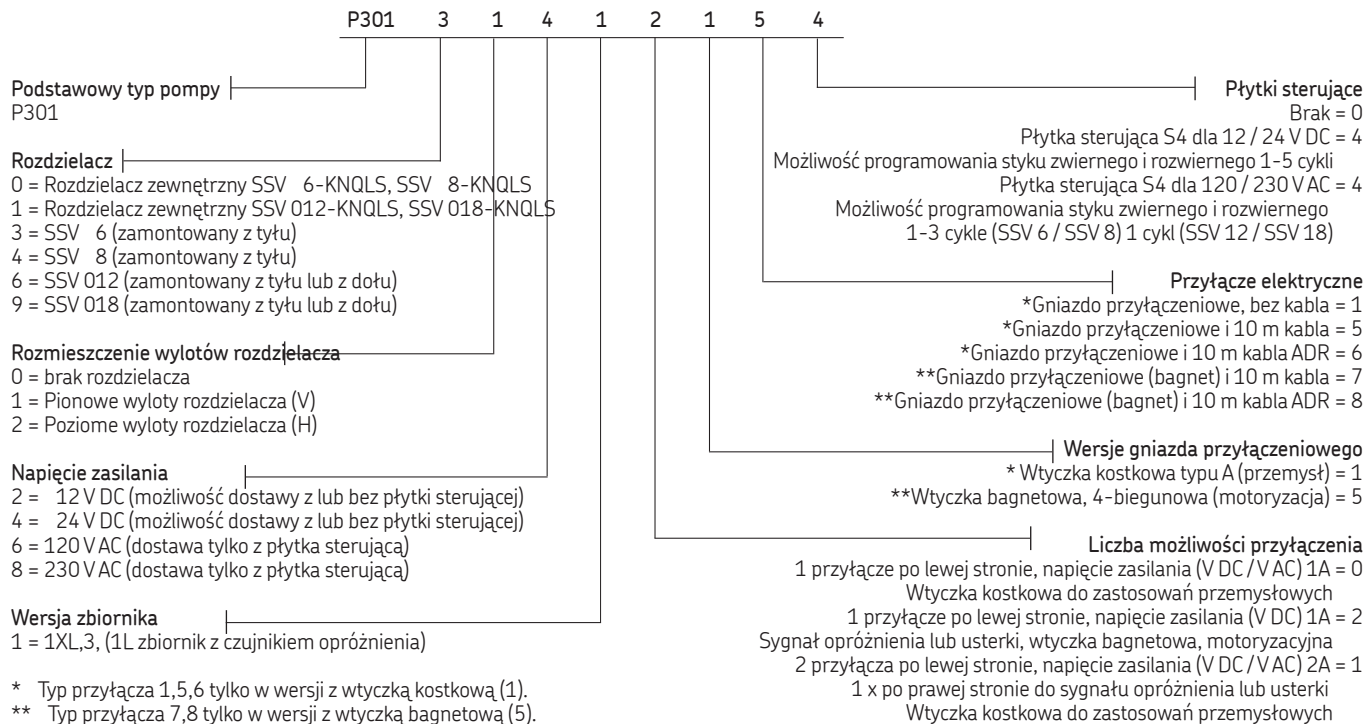 P301 3 1 4 1 2 1 5 4
Podstawowy typ pompy
P301
Rozdzielacz
0 = Rozdzielacz zewnętrzny SSV 6-KNQLS, SSV 8-KNQLS
1 = Rozdzielacz zewnętrzny SSV 012-KNQLS, SSV 018-KNQLS
3 = SSV 6 (zamontowany z tyłu)
4 = SSV 8 (zamontowany z tyłu)
6 = SSV 012 (zamontowany z tyłu lub z dołu)
9 = SSV 018 (zamontowany z tyłu lub z dołu)
Rozmieszczenie wylotów rozdzielacza
0 = brak rozdzielacza
1 = Pionowe wyloty rozdzielacza (V)
2 = Poziome wyloty rozdzielacza (H)
Napięcie zasilania
2 = 12 V DC (możliwość dostawy z lub bez płytki sterującej)
4 = 24 V DC (możliwość dostawy z lub bez płytki sterującej)
6 = 120 V AC (dostawa tylko z płytka sterującą)
8 = 230 V AC (dostawa tylko z płytka sterującą)
Wersja zbiornika
1 = 1XL,3, (1L zbiornik z czujnikiem opróżnienia)
* Typ przyłącza 1,5,6 tylko w wersji z wtyczką kostkową (1).
** Typ przyłącza 7,8 tylko w wersji z wtyczką bagnetową (5).
Płytki sterujące
Brak = 0
Płytka sterująca S4 dla 12 / 24 V DC = 4
Możliwość programowania styku zwiernego i rozwiernego 1-5 cykli
Płytka sterująca S4 dla 120 / 230 V AC = 4
Możliwość programowania styku zwiernego i rozwiernego
1-3 cykle (SSV 6 / SSV 8) 1 cykl (SSV 12 / SSV 18)
Przyłącze elektryczne
*Gniazdo przyłączeniowe, bez kabla = 1
*Gniazdo przyłączeniowe i 10 m kabla = 5
*Gniazdo przyłączeniowe i 10 m kabla ADR = 6
**Gniazdo przyłączeniowe (bagnet) i 10 m kabla = 7
**Gniazdo przyłączeniowe (bagnet) i 10 m kabla ADR = 8
Wersje gniazda przyłączeniowego
* Wtyczka kostkowa typu A (przemysł) = 1
**Wtyczka bagnetowa, 4-biegunowa (motoryzacja) = 5
Liczba możliwości przyłączenia
1 przyłącze po lewej stronie, napięcie zasilania (V DC / V AC) 1A = 0
Wtyczka kostkowa do zastosowań przemysłowych
1 przyłącze po lewej stronie, napięcie zasilania (V DC) 1A = 2
Sygnał opróżnienia lub usterki, wtyczka bagnetowa, motoryzacyjna
2 przyłącza po lewej stronie, napięcie zasilania (V DC / V AC) 2A = 1
1 x po prawej stronie do sygnału opróżnienia lub usterki
Wtyczka kostkowa do zastosowań przemysłowych